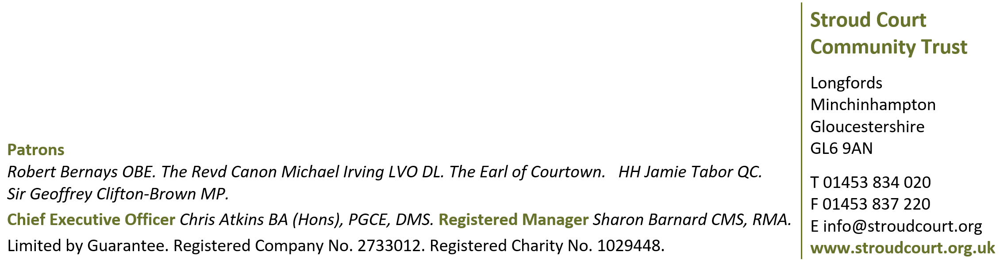 Stroud Court
Community Trust
Longfords
Minchinhampton
Gloucestershire
GL6 9AN
T 01453 834 020
F 01453 837 220
E info@stroudcourt.org
www.stroudcourt.org.uk
Patrons
Robert Bernays OBE. The Revd Canon Michael Irving LVO DL. The Earl of Courtown. HH Jamie Tabor QC.
Sir Geoffrey Clifton-Brown MP.
Chief Executive Officer Chris Atkins BA (Hons), PGCE, DMS. Registered Manager Sharon Barnard CMS, RMA.
Limited by Guarantee. Registered Company No. 2733012. Registered Charity No. 1029448.